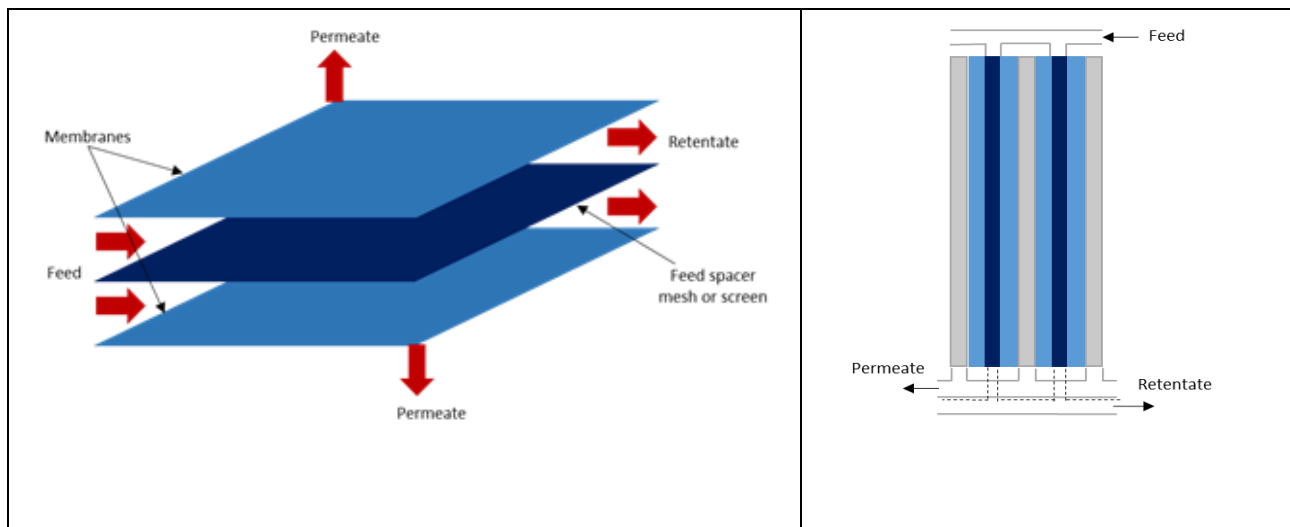 Permeate
Membranes
Retentate
Feed
Feed spacer
mesh or screen
Permeate
Feed
Permeate
Retentate